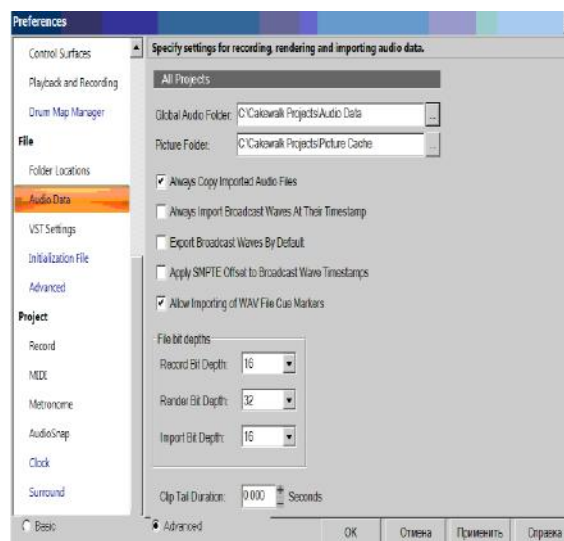 Preferences
Control Surfaces
Playback and Recording
Drum Map Manager
File
Folder Locations
Audio Data
VST Settings
Initialization File
Advanced
Project
Record
MIDI
Metronome
AudioSnap
Clock
Surround
Basic
Advanced
Specify settings for recording, rendering and importing audio data.
All Projects
Global Audio Folder: C:\Cakewalk Projects\Audio Data ...
Picture Folder: C:\Cakewalk Projects\Picture Cache ...
Always Copy Imported Audio Files
Always Import Broadcast Waves At Their Timestamp
Export Broadcast Waves By Default
Apply SMPTE Offset to Broadcast Wave Timestamps
Allow Importing of WAV File Cue Markers
File bit depths
Record Bit Depth: 16
Render Bit Depth: 32
Import Bit Depth: 16
Clip Tail Duration: 0.000 Seconds
OK Отмена Применить Справка